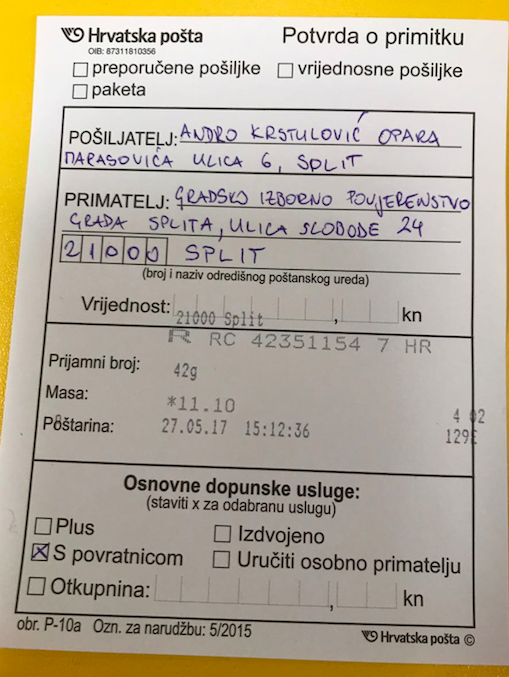 Hrvatska pošta
Potvrda o primitku
OIB: 87311810356
preporučene pošiljke
vrijednosne pošiljke
paketa
POŠILJATELJ: ANDRO KRSTULOVIĆ OPARA
MARASOVIĆA ULICA 6, SPLIT
PRIMATELJ: GRADSKO IZBORNO POVJERENSTVO
GRADA SPLITA, ULICA SLOBODE 24
21000 SPLIT
(broj i naziv odredišnog poštanskog ureda)
Vrijednost: , kn
21000 Split
R RC 42351154 7 HR
Prijamni broj:
42g
Masa:
*11.10
4 02
Poštarina:
27.05.17 15:12:36
129E
Osnovne dopunske usluge:
(staviti x za odabranu uslugu)
Plus
Izdvojeno
S povratnicom
Uručiti osobno primatelju
Otkupnina: , kn
obr. P-10a Ozn. za narudžbu: 5/2015
Hrvatska pošta ©